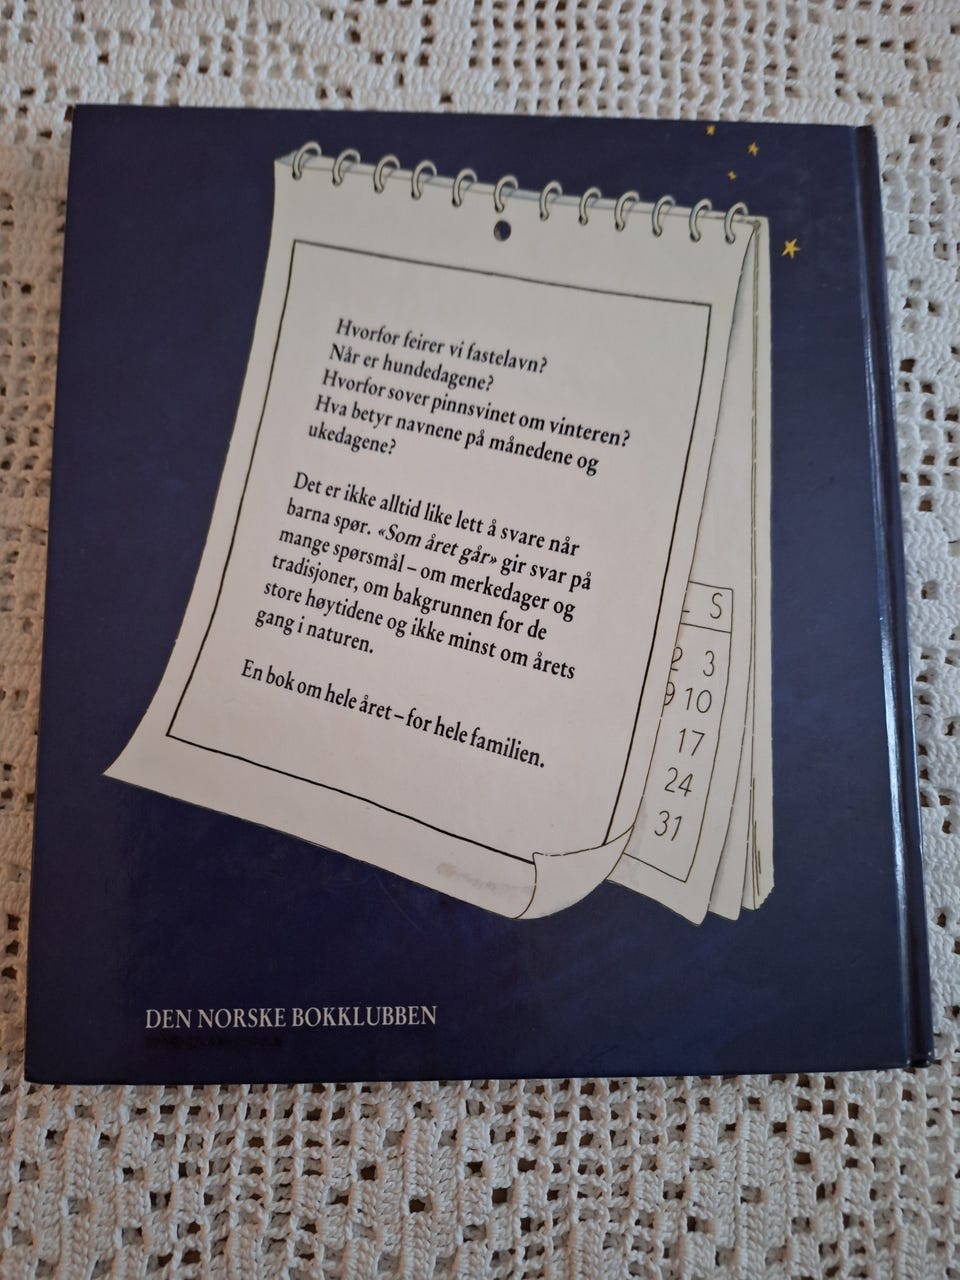 Hvorfor feirer vi fastelavn?
Når er hundedagene?
Hvorfor sover pinnsvinet om vinteren?
Hva betyr navnene på månedene og
ukedagene?
Det er ikke alltid like lett å svare når
barna spør. «Som året går» gir svar på
mange spørsmål – om merkedager og
tradisjoner, om bakgrunnen for de
store høytidene og ikke minst om årets
gang i naturen.
En bok om hele året – for hele familien.
L S
2 3
9 10
17
24
31
DEN NORSKE BOKKLUBBEN